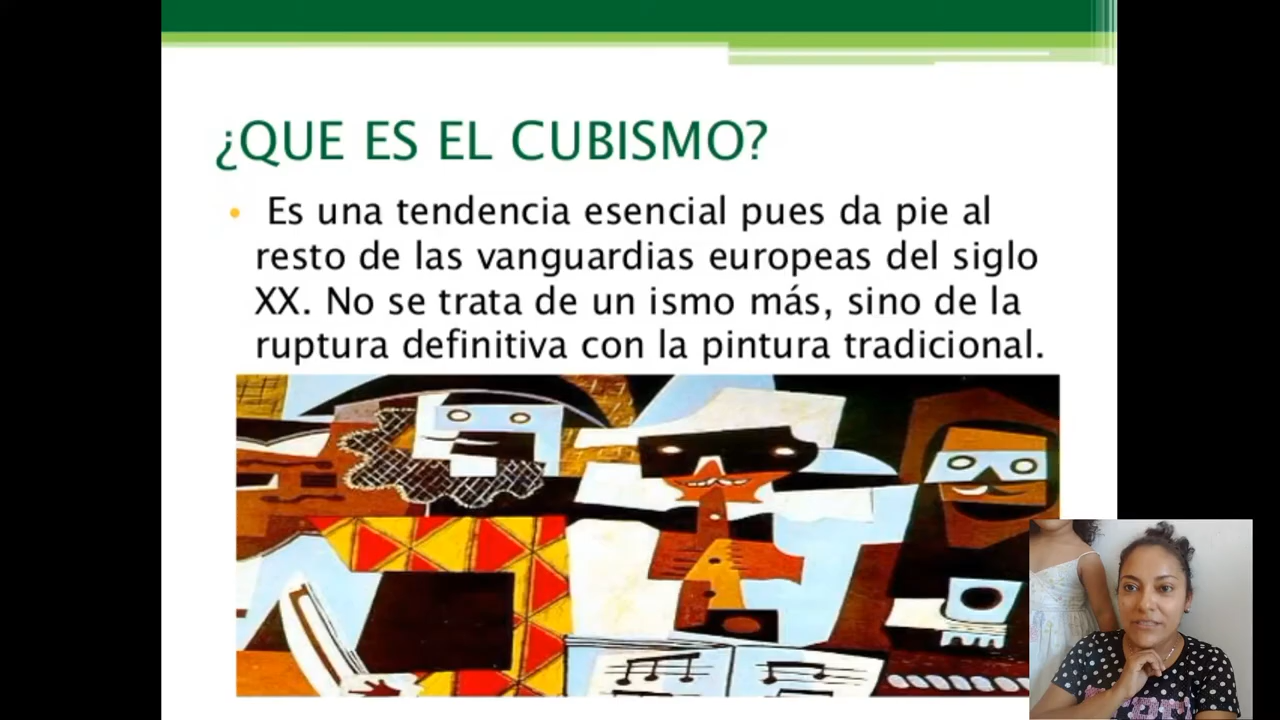 ¿QUE ES EL CUBISMO?
• Es una tendencia esencial pues da pie al
resto de las vanguardias europeas del siglo
XX. No se trata de un ismo más, sino de la
ruptura definitiva con la pintura tradicional.